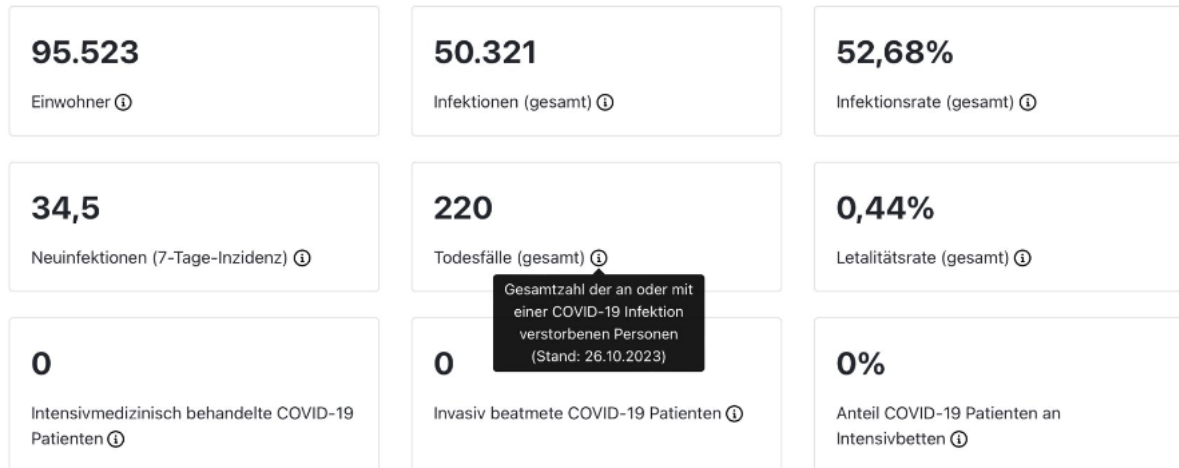 95.523
Einwohner
50.321
Infektionen (gesamt)
52,68%
Infektionsrate (gesamt)
34,5
Neuinfektionen (7-Tage-Inzidenz)
220
Todesfälle (gesamt)
Gesamtzahl der an oder mit
einer COVID-19 Infektion
verstorbenen Personen
(Stand: 26.10.2023)
0,44%
Letalitätsrate (gesamt)
0
Intensivmedizinisch behandelte COVID-19
Patienten
0
Invasiv beatmete COVID-19 Patienten
0%
Anteil COVID-19 Patienten an
Intensivbetten